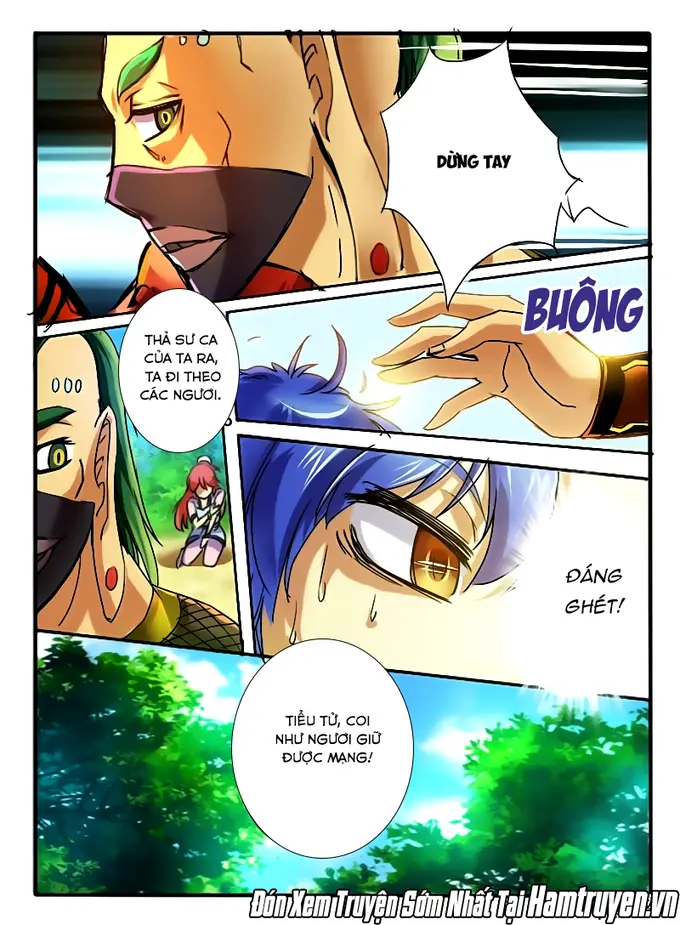 DỪNG TAY
BUÔNG
THẢ SƯ CA
CỦA TA RA,
TA ĐI THEO
CÁC NGƯƠI.
ĐÁNG
GHÉT!
TIỂU TỬ, COI
NHƯ NGƯƠI GIỮ
ĐƯỢC MẠNG!
Đón Xem Truyện Sớm Nhất Tại Hamtruyen.vn